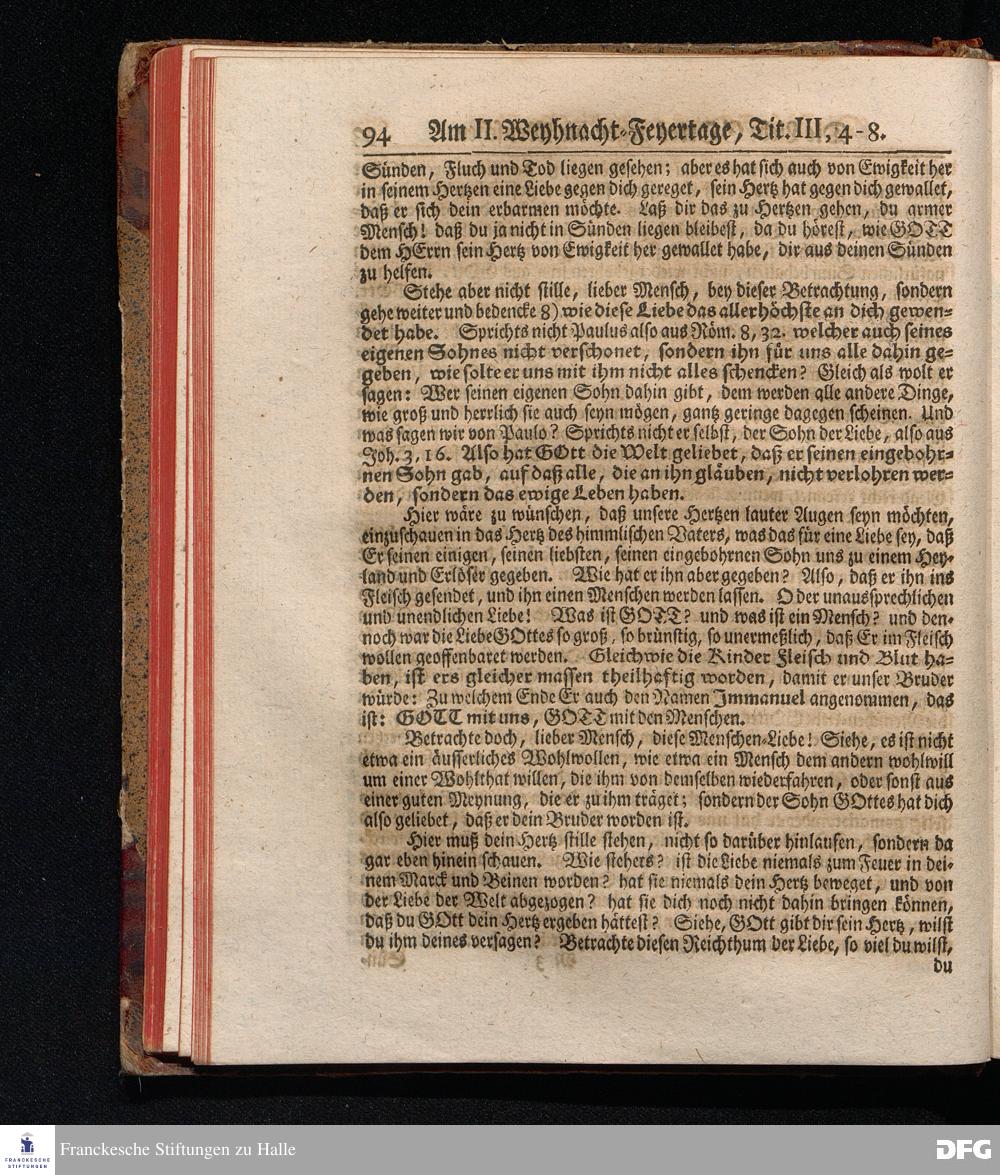 94 Am II. Weyhnacht-Feyertage, Tit. III, 4-8.
Sünden, Fluch und Tod liegen gesehen; aber es hat sich auch von Ewigkeit her
in seinem Hertzen eine Liebe gegen dich gereget, sein Hertz hat gegen dich gewallet,
daß er sich dein erbarmen möchte. Laß dir das zu Hertzen gehen, du armer
Mensch! daß du ja nicht in Sünden liegen bleibest, da du hörest, wie GOTT
dem HErrn sein Hertz von Ewigkeit her gewallet habe, dir aus deinen Sünden
zu helfen.
Stehe aber nicht stille, lieber Mensch, bey dieser Betrachtung, sondern
gehe weiter und bedencke 8) wie diese Liebe das allerhöchste an dich gewen-
det habe. Sprichts nicht Paulus also aus Röm. 8, 32. welcher auch seines
eigenen Sohnes nicht verschonet, sondern ihn für uns alle dahin ge-
geben, wie solte er uns mit ihm nicht alles schencken? Gleich als wolt er
sagen: Wer seinen eigenen Sohn dahin gibt, dem werden alle andere Dinge,
wie groß und herrlich sie auch seyn mögen, gantz geringe dagegen scheinen. Und
was sagen wir von Paulo? Sprichts nicht er selbst, der Sohn der Liebe, also aus
Joh. 3, 16. Also hat GOtt die Welt geliebet, daß er seinen eingebohr-
nen Sohn gab, auf daß alle, die an ihn gläuben, nicht verlohren wer-
den, sondern das ewige Leben haben.
Hier wäre zu wünschen, daß unsere Hertzen lauter Augen seyn möchten,
einzuschauen in das Hertz des himmlischen Vaters, was das für eine Liebe sey, daß
Er seinen einigen, seinen liebsten, seinen eingebohrnen Sohn uns zu einem Hey-
land und Erlöser gegeben. Wie hat er ihn aber gegeben? Also, daß er ihn ins
Fleisch gesendet, und ihn einen Menschen werden lassen. O der unaussprechlichen
und unendlichen Liebe! Was ist GOTT? und was ist ein Mensch? und den-
noch war die Liebe GOttes so groß, so brünstig, so unermeßlich, daß Er im Fleisch
wollen geoffenbaret werden. Gleichwie die Kinder Fleisch und Blut ha-
ben, ist ers gleicher massen theilhaftig worden, damit er unser Bruder
würde: Zu welchem Ende Er auch den Namen Immanuel angenommen, das
ist: GOTT mit uns, GOTT mit den Menschen.
Betrachte doch, lieber Mensch, diese Menschen-Liebe! Siehe, es ist nicht
etwa ein äusserliches Wohlwollen, wie etwa ein Mensch dem andern wohlwill
um einer Wohlthat willen, die ihm von demselben wiederfahren, oder sonst aus
einer guten Meynung, die er zu ihm träget; sondern der Sohn GOttes hat dich
also geliebet, daß er dein Bruder worden ist.
Hier muß dein Hertz stille stehen, nicht so darüber hinlaufen, sondern da
gar eben hinein schauen. Wie stehets? ist die Liebe niemals zum Feuer in dei-
nem Marck und Beinen worden? hat sie niemals dein Hertz beweget, und von
der Liebe der Welt abgezogen? hat sie dich noch nicht dahin bringen können,
daß du GOtt dein Hertz ergeben hättest? Siehe, GOtt gibt dir sein Hertz, wilst
du ihm deines versagen? Betrachte diesen Reichthum der Liebe, so viel du wilst,
du
FRANCKESCHE
STIFTUNGEN
Franckesche Stiftungen zu Halle
DFG